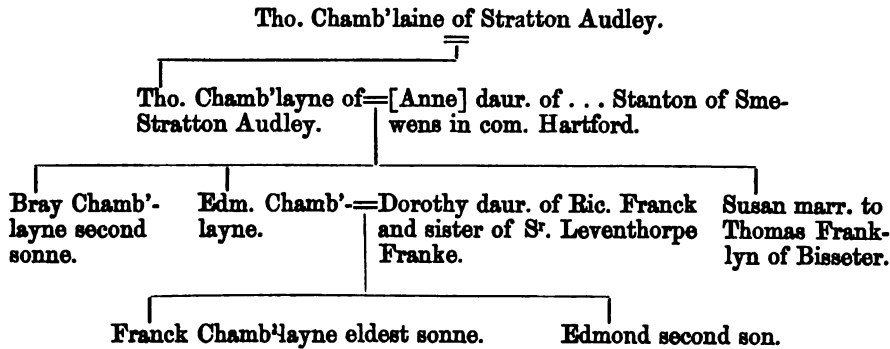 Tho. Chamb'laine of Stratton Audley.
Tho. Chamb'layne of=[Anne] daur. of . . . Stanton of Sme-
Stratton Audley. wens in com. Hartford.
Bray Chamb'-
layne second
sonne.
Edm. Chamb'-=Dorothy daur. of Ric. Franck
layne. and sister of Sr. Leventhorpe
Franke.
Susan marr. to
Thomas Frank-
lyn of Bisseter.
Franck Chamb'layne eldest sonne.
Edmond second son.